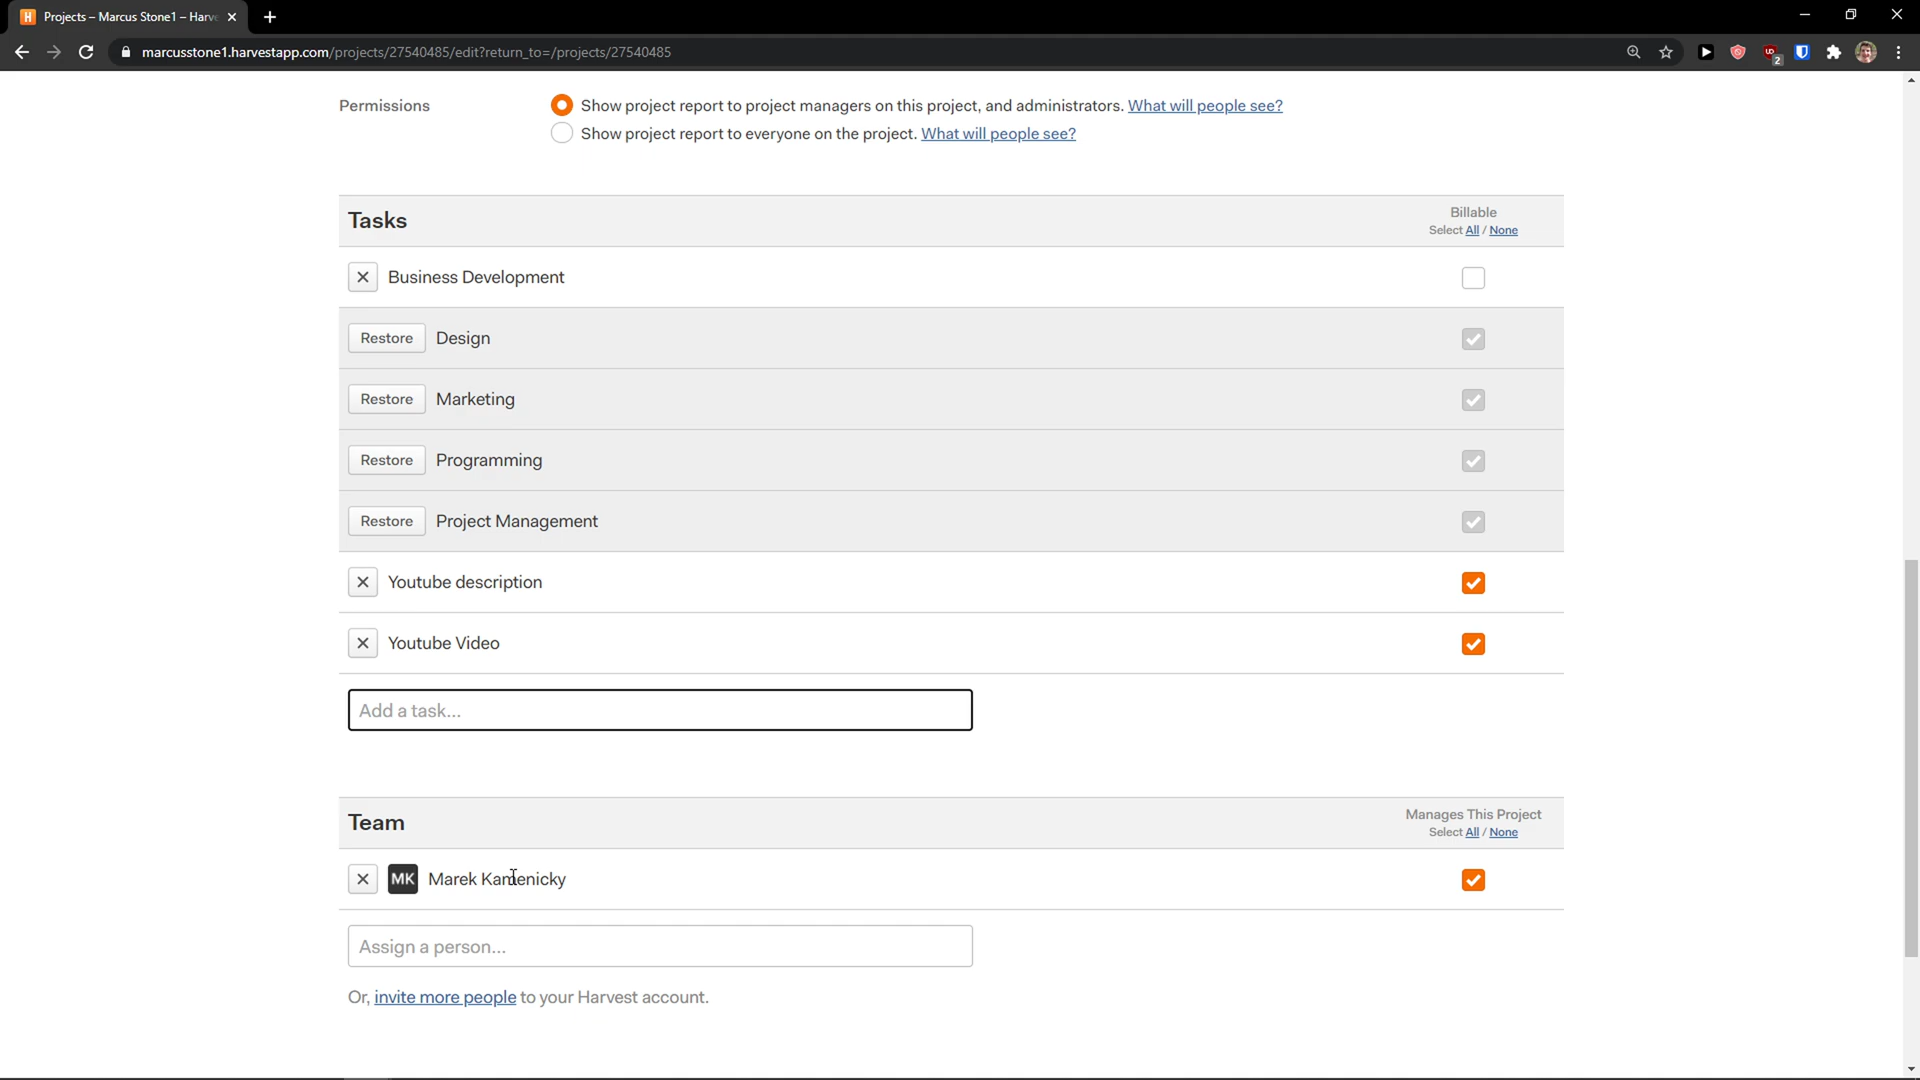 Projects – Marcus Stone1 – Harv
marcusstone1.harvestapp.com/projects/27540485/edit?return_to=/projects/27540485
2
Permissions
Show project report to project managers on this project, and administrators. What will people see?
Show project report to everyone on the project. What will people see?
Tasks
Billable
Select All / None
Business Development
Restore Design
Restore Marketing
Restore Programming
Restore Project Management
Youtube description
Youtube Video
Add a task...
Team
Manages This Project
Select All / None
MK Marek Kamenicky
Assign a person...
Or, invite more people to your Harvest account.